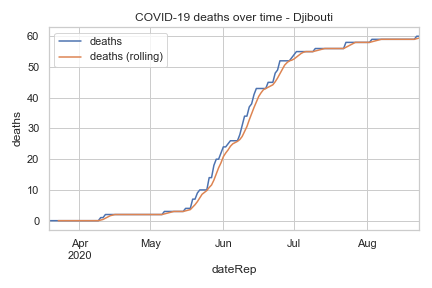 COVID-19 deaths over time - Djibouti
deaths
deaths (rolling)
60
50
40
30
20
10
0
deaths
Apr May Jun Jul Aug
2020
dateRep